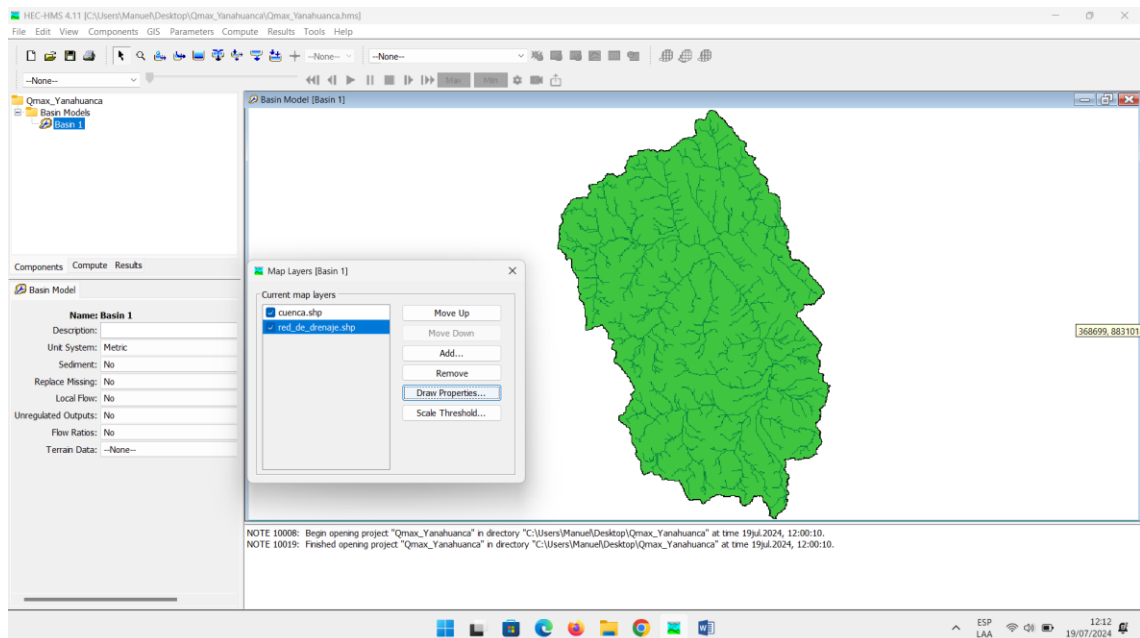 HEC-HMS 4.11 [C:\Users\Manuel\Desktop\Qmax_Yanahuanca\Qmax_Yanahuanca.hms]
File Edit View Components GIS Parameters Compute Results Tools Help
--None-- --None--
--None-- Max Min
Qmax_Yanahuanca
Basin Models
Basin 1
Components Compute Results
Basin Model
Name: Basin 1
Description:
Unit System: Metric
Sediment: No
Replace Missing: No
Local Flow: No
Unregulated Outputs: No
Flow Ratios: No
Terrain Data: --None--
Basin Model [Basin 1]
Map Layers [Basin 1]
Current map layers
cuenca.shp
red_de_drenaje.shp
Move Up
Move Down
Add...
Remove
Draw Properties...
Scale Threshold...
368699, 883101
NOTE 10008: Begin opening project "Qmax_Yanahuanca" in directory "C:\Users\Manuel\Desktop\Qmax_Yanahuanca" at time 19jul.2024, 12:00:10.
NOTE 10019: Finished opening project "Qmax_Yanahuanca" in directory "C:\Users\Manuel\Desktop\Qmax_Yanahuanca" at time 19jul.2024, 12:00:10.
ESP
LAA
12:12
19/07/2024